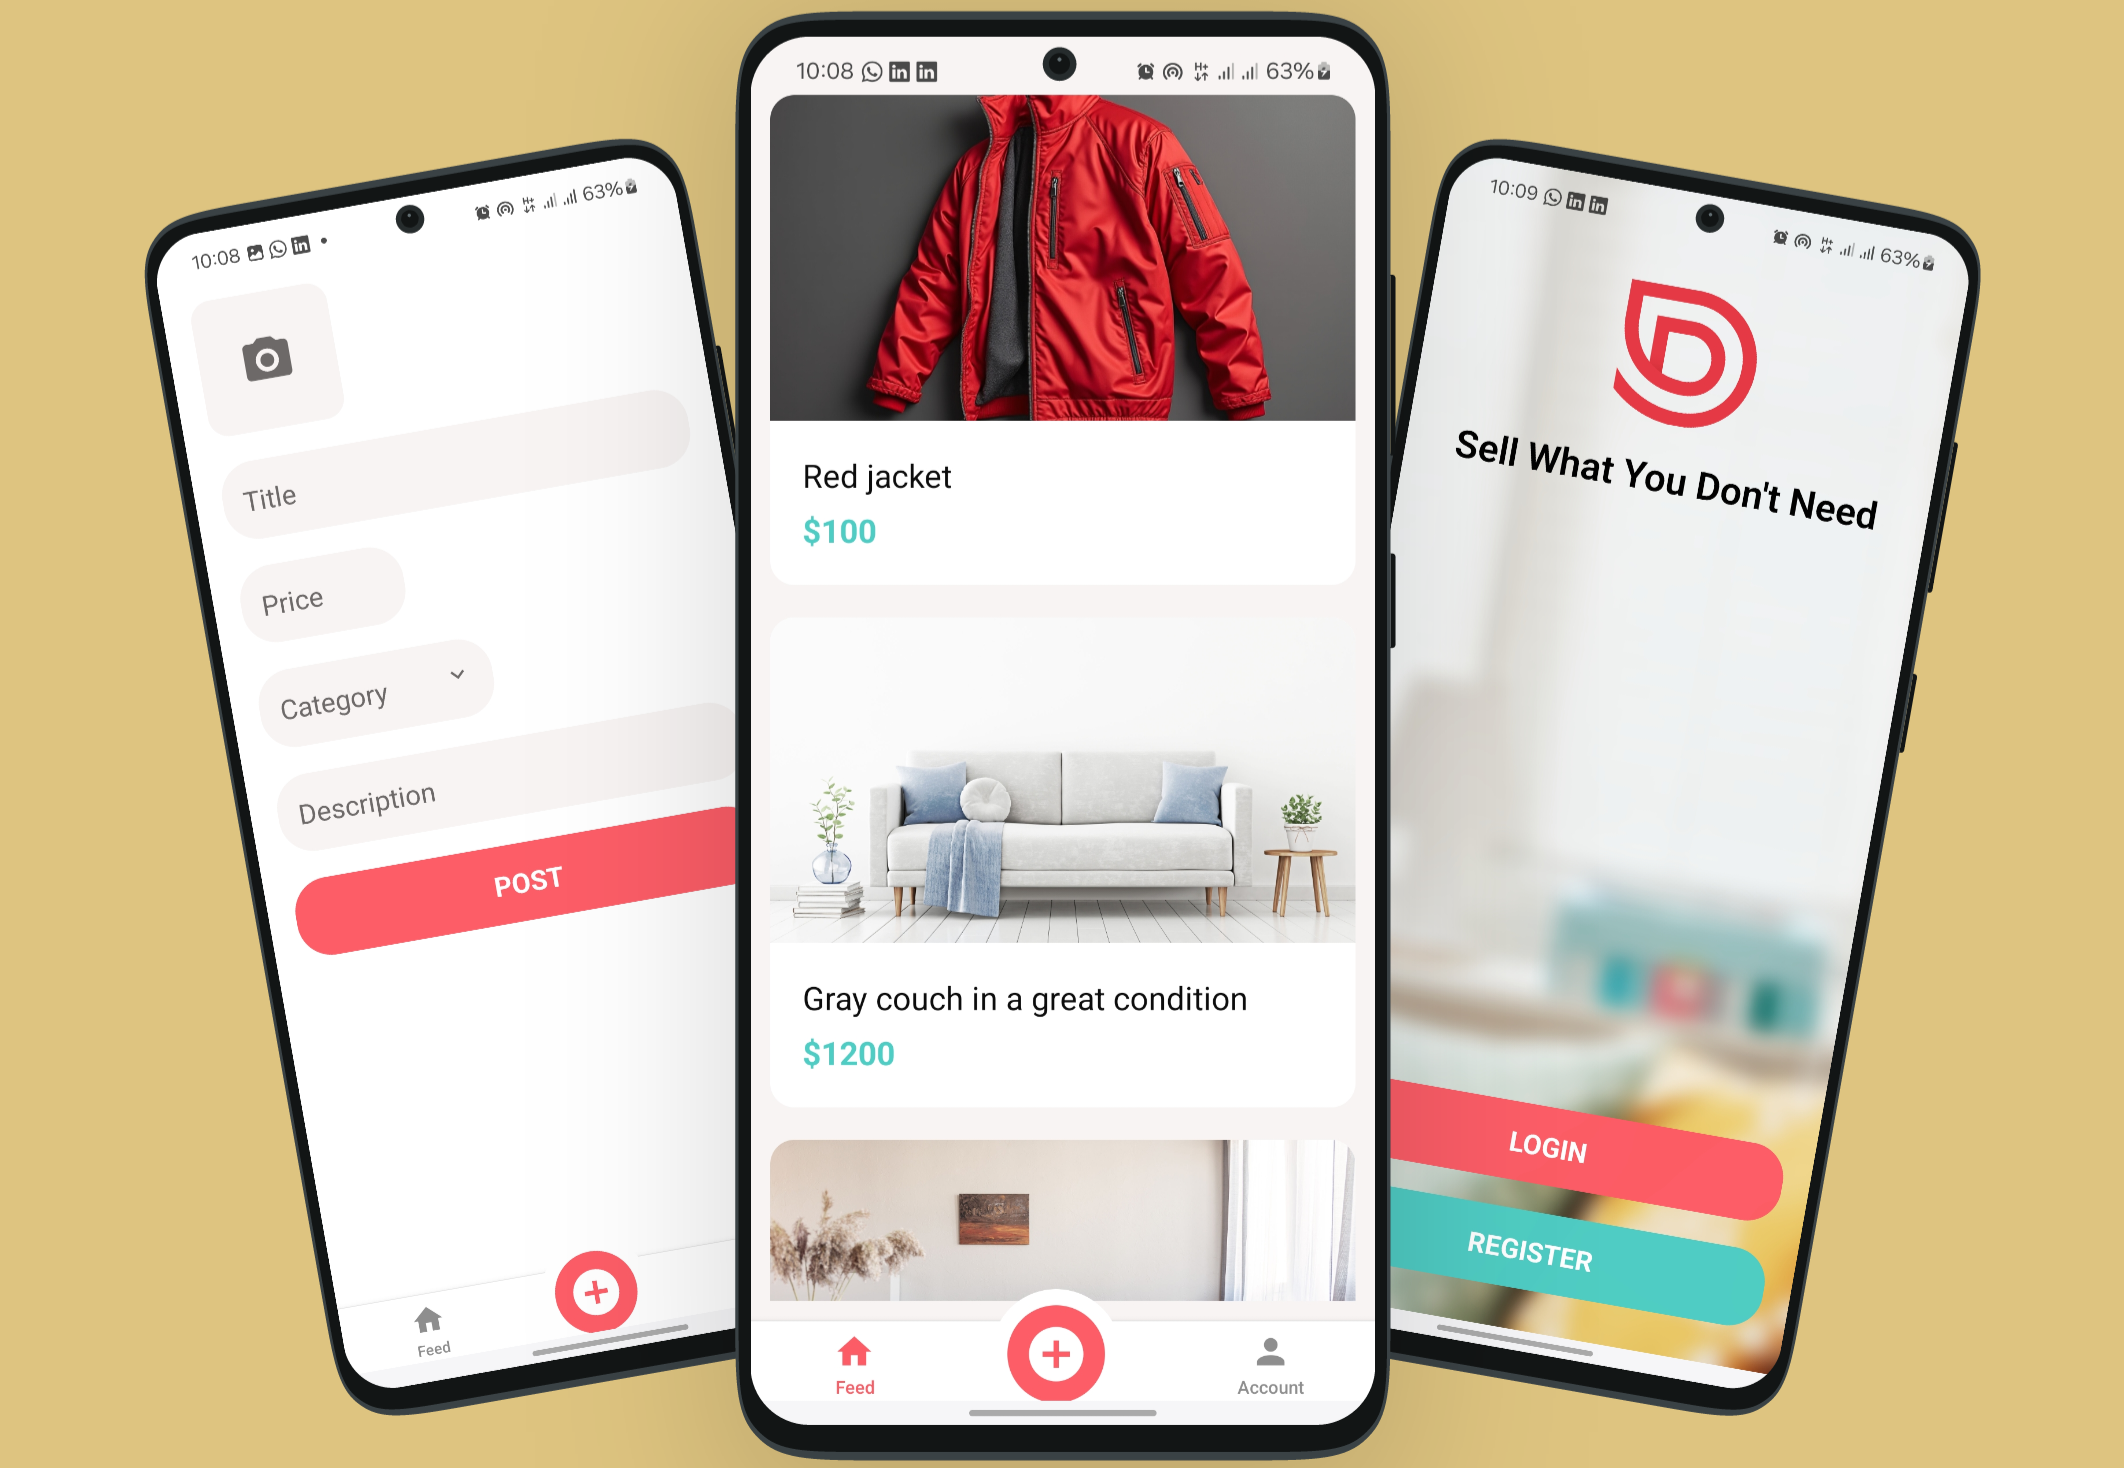 10:08
63%
Title
Price
Category
Description
POST
Feed
10:08
H+
63%
Red jacket
$100
Gray couch in a great condition
$1200
Feed
Account
10:09
63%
Sell What You Don't Need
LOGIN
REGISTER